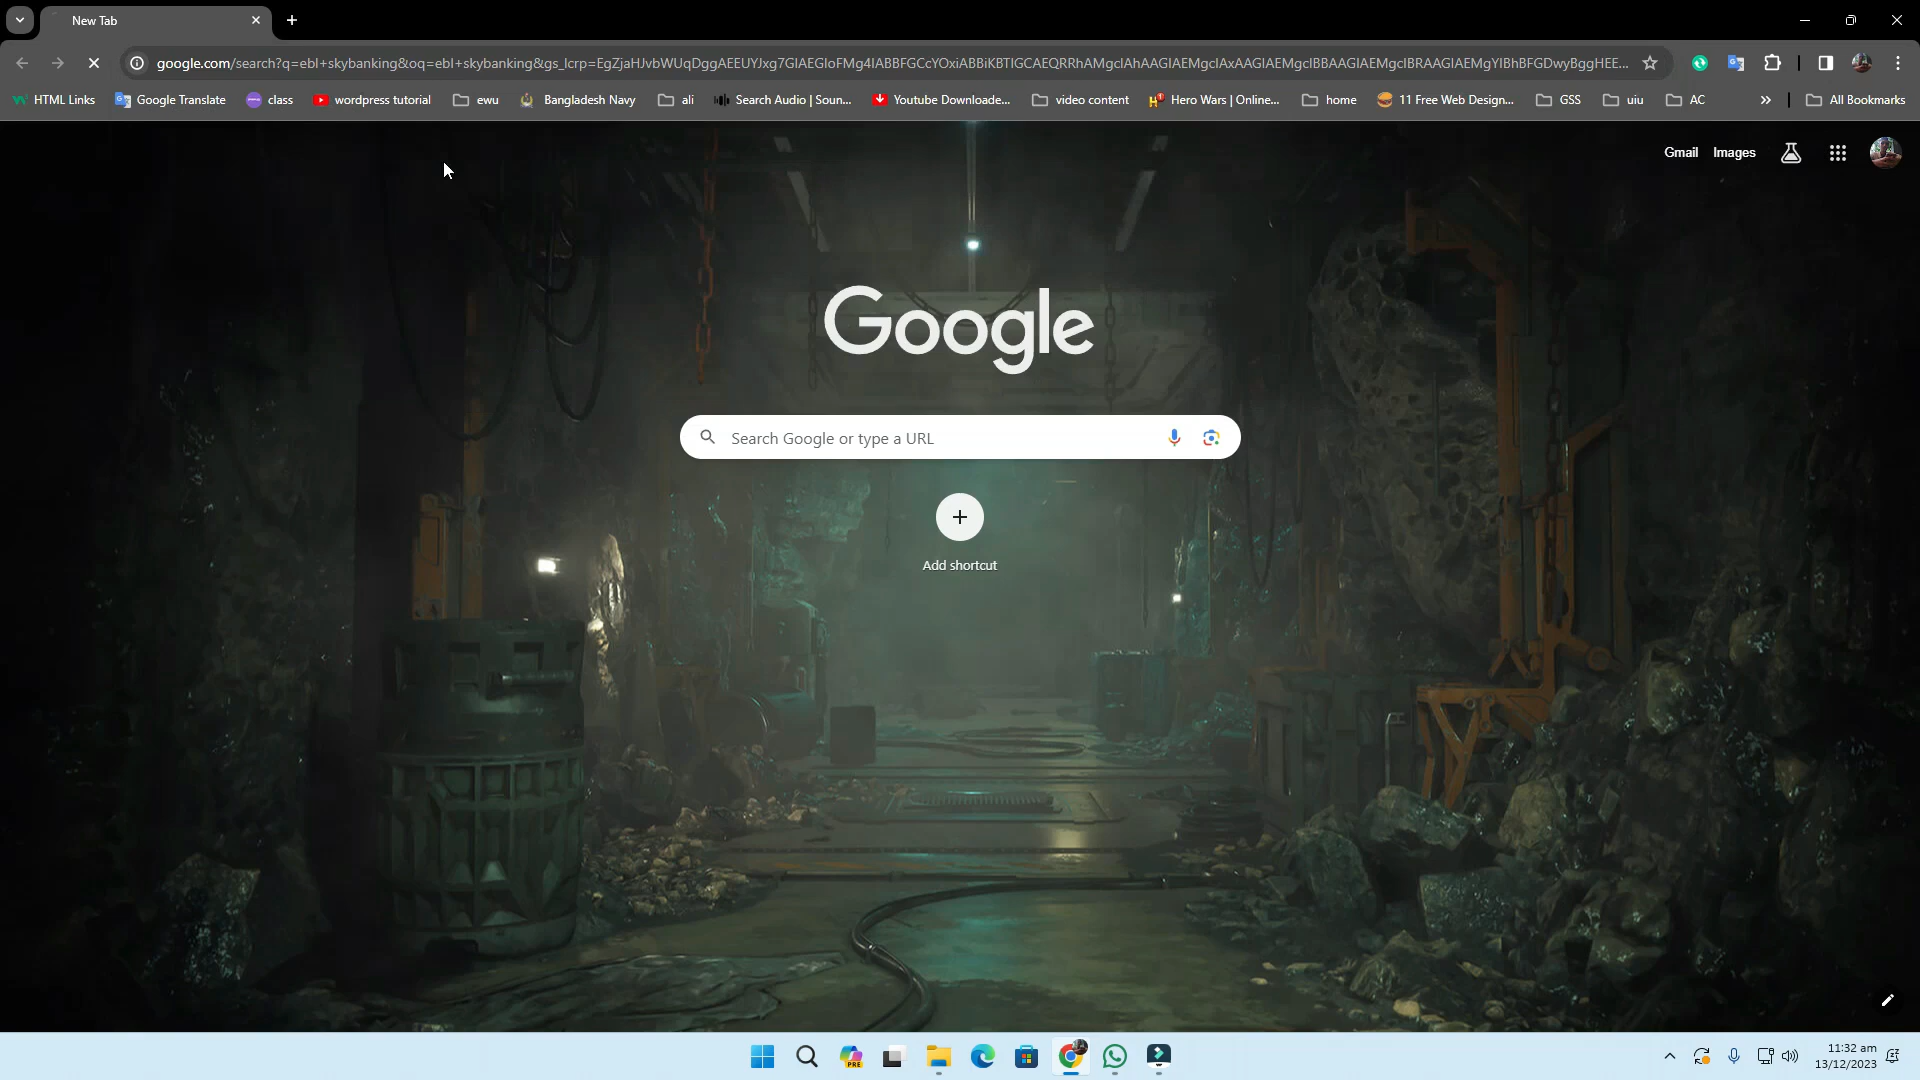 New Tab
google.com/search?q=ebl+skybanking&oq=ebl+skybanking&gs_lcrp=EgZjaHJvbWUqDggAEEUYJxg7GIAEGIoFMg4IABBFGCcYOxiABBiKBTIGCAEQRRhAMgcIAhAAGIAEMgcIAxAAGIAEMgcIBBAAGIAEMgcIBRAAGIAEMgYIBhBFGDwyBggHEE...
HTML Links Google Translate class wordpress tutorial ewu Bangladesh Navy ali Search Audio | Soun... Youtube Downloade... video content Hero Wars | Online... home 11 Free Web Design... GSS uiu AC » All Bookmarks
Gmail Images
Google
Search Google or type a URL
Add shortcut
PRE
11:32 am
13/12/2023